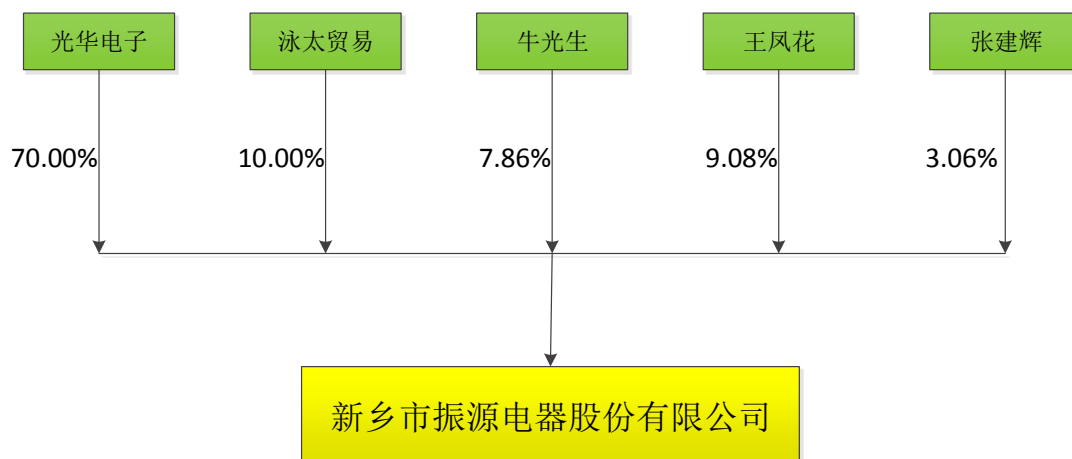 光华电子
泳太贸易
牛光生
王凤花
张建辉
70.00%
10.00%
7.86%
9.08%
3.06%
新乡市振源电器股份有限公司